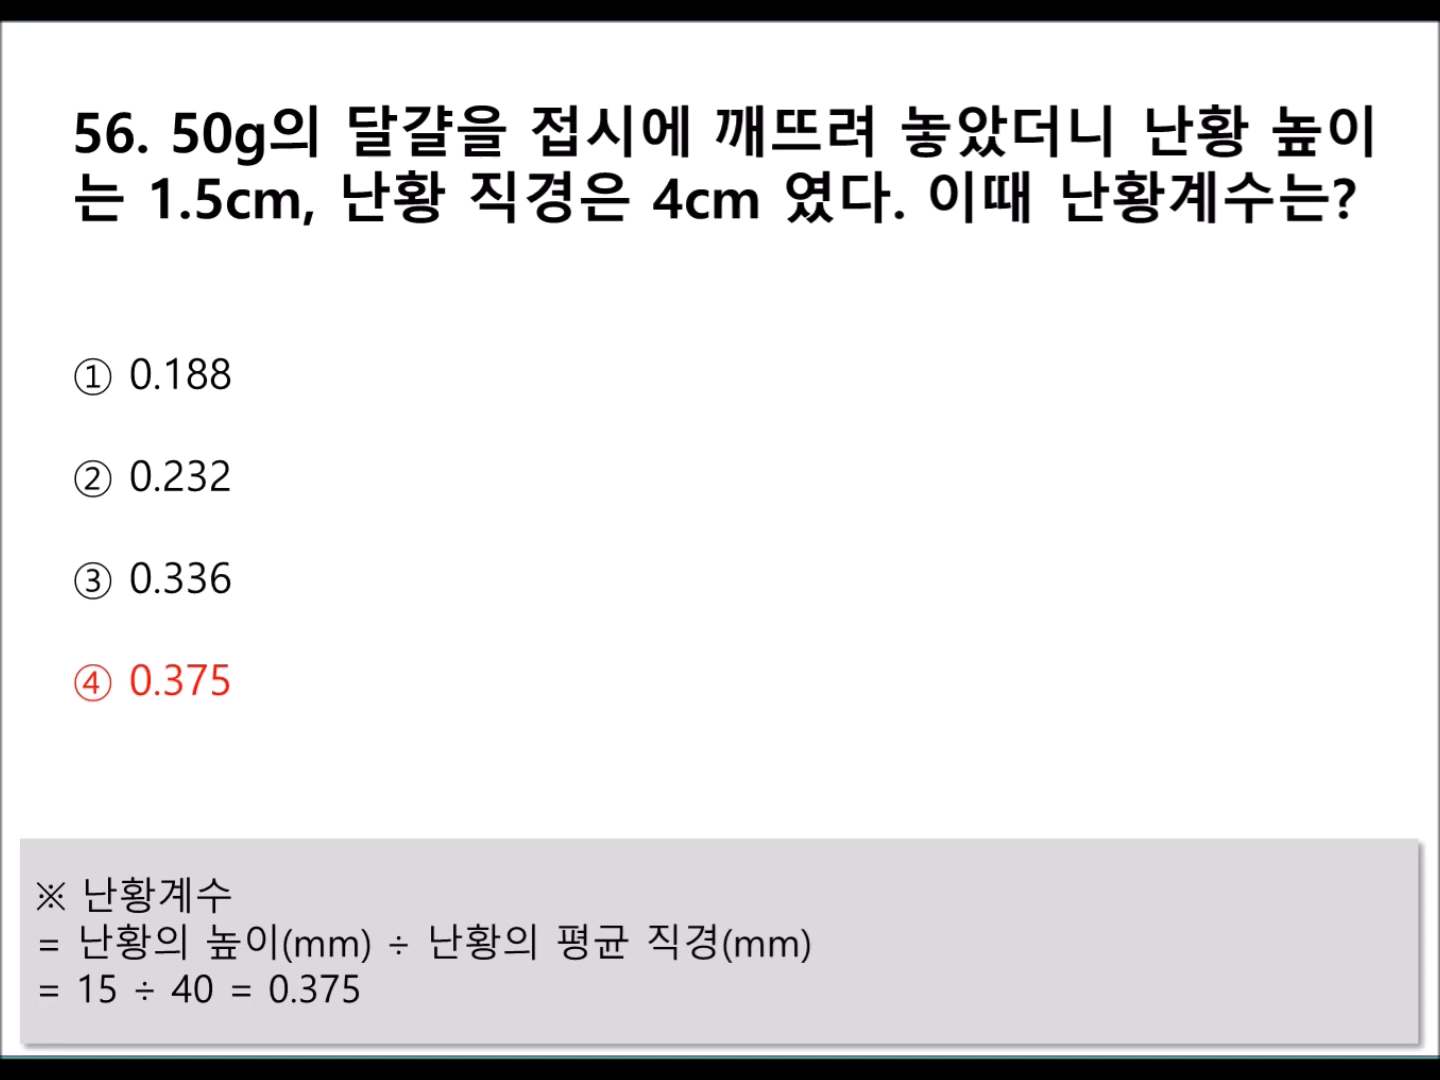 56. 50g의 달걀을 접시에 깨뜨려 놓았더니 난황 높이
는 1.5cm, 난황 직경은 4cm 였다. 이때 난황계수는?
① 0.188
② 0.232
③ 0.336
④ 0.375
※ 난황계수
= 난황의 높이(mm) ÷ 난황의 평균 직경(mm)
= 15 ÷ 40 = 0.375